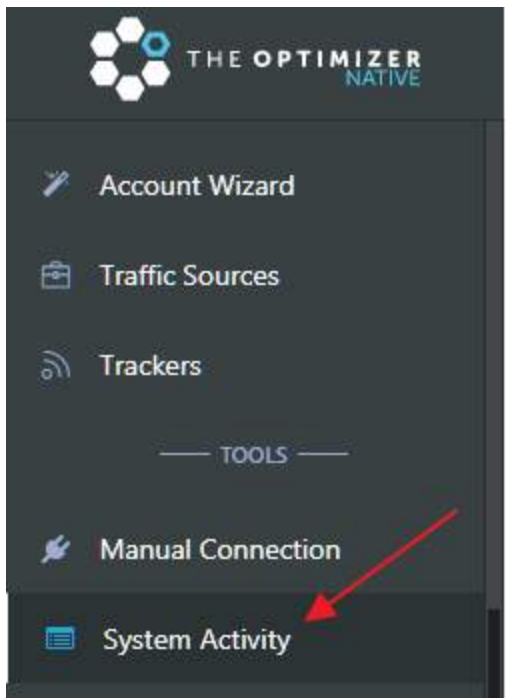 THE OPTIMIZER
NATIVE
Account Wizard
Traffic Sources
Trackers
TOOLS
Manual Connection
System Activity